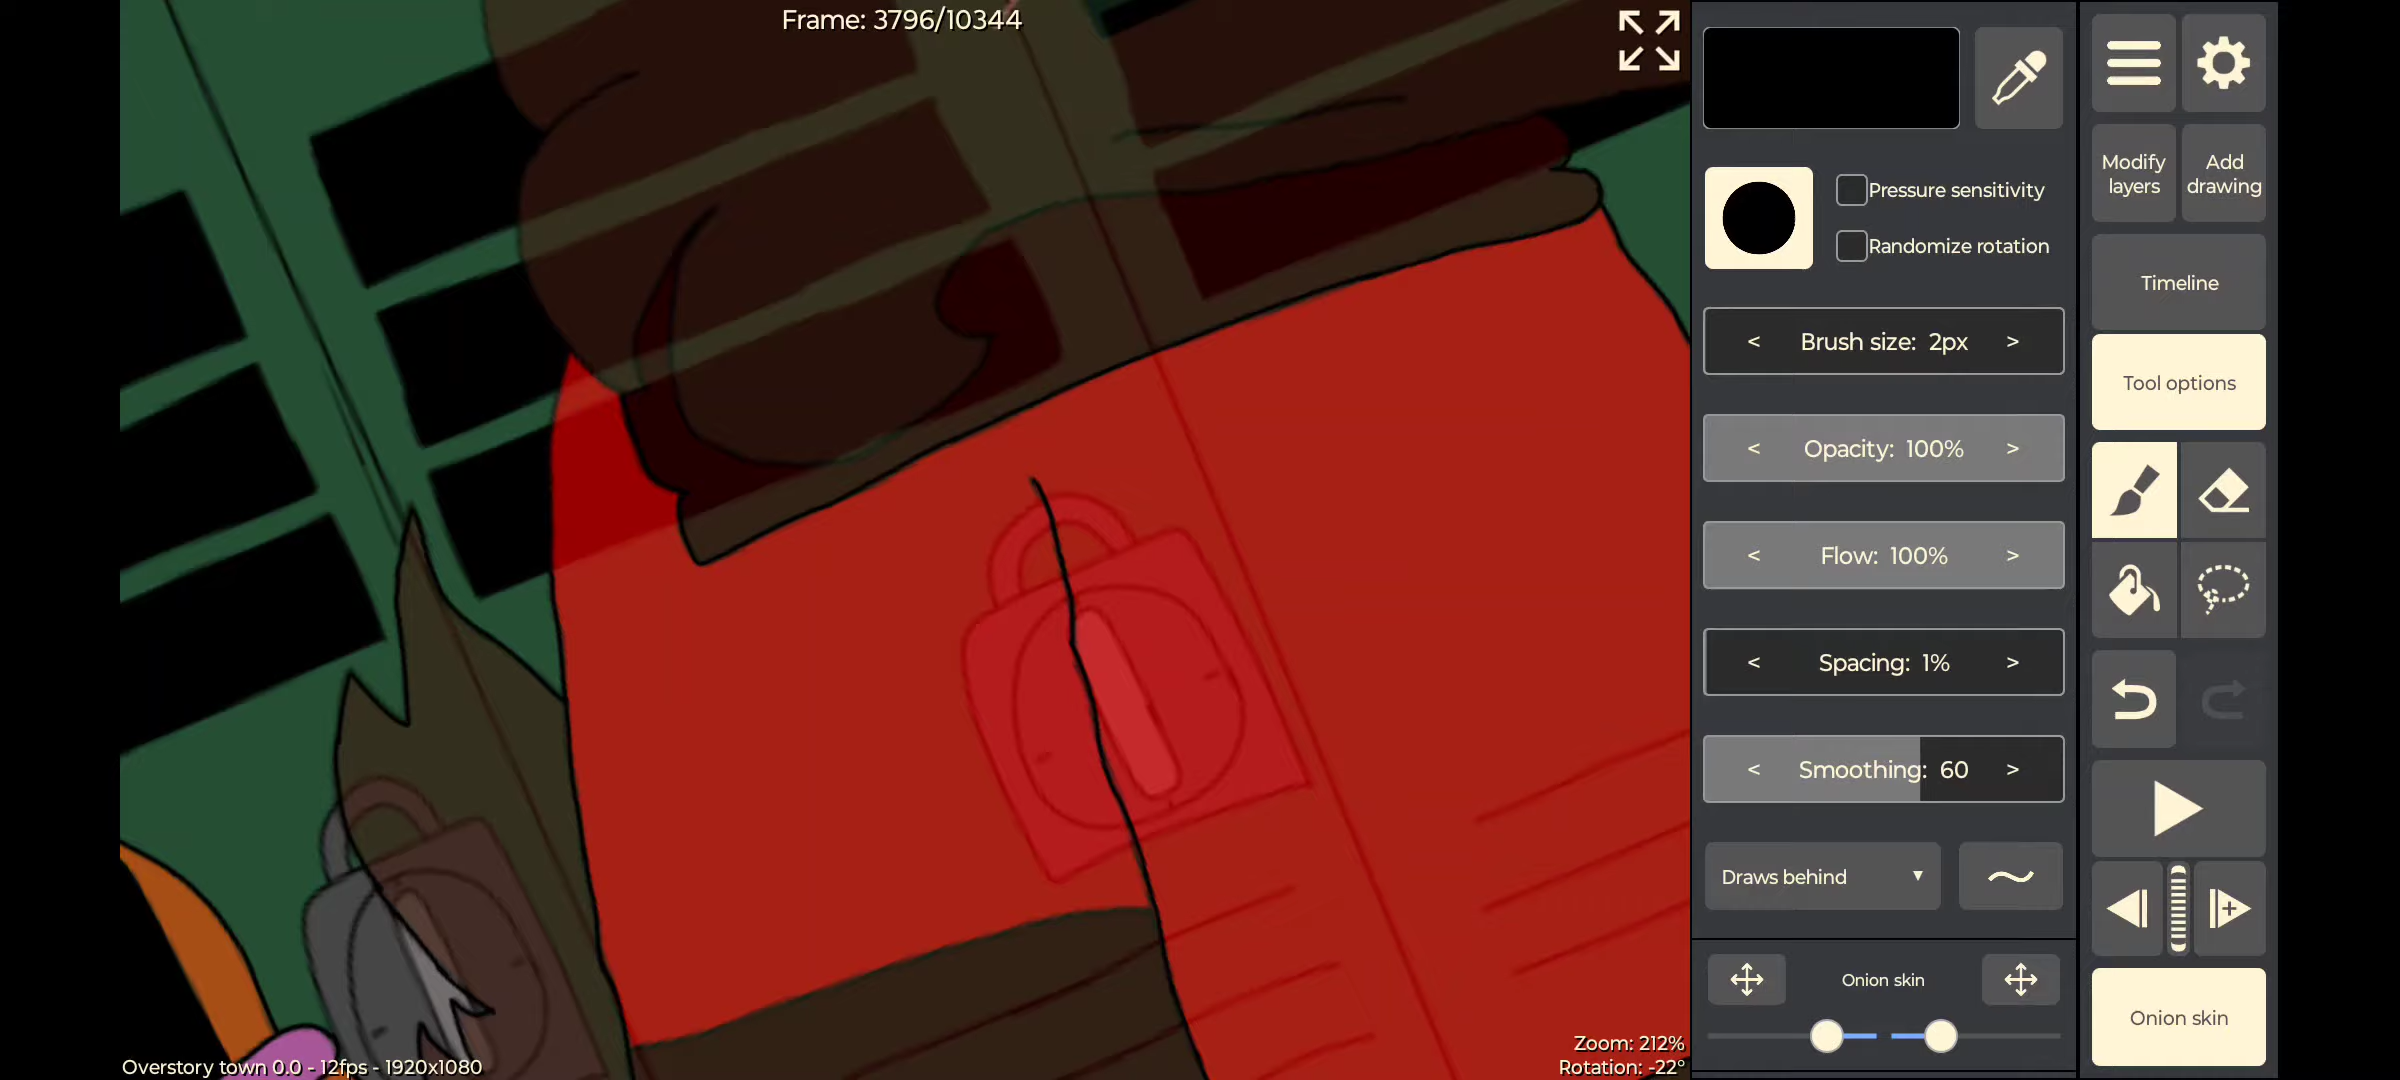 Frame: 3796/10344
Pressure sensitivity
Modify layers
Add drawing
Randomize rotation
Timeline
< Brush size: 2px >
Tool options
< Opacity: 100% >
< Flow: 100% >
< Spacing: 1% >
< Smoothing: 60 >
Draws behind
Onion skin
Onion skin
Zoom: 212%
Overstory town 0.0 - 12fps - 1920x1080
Rotation: -22°